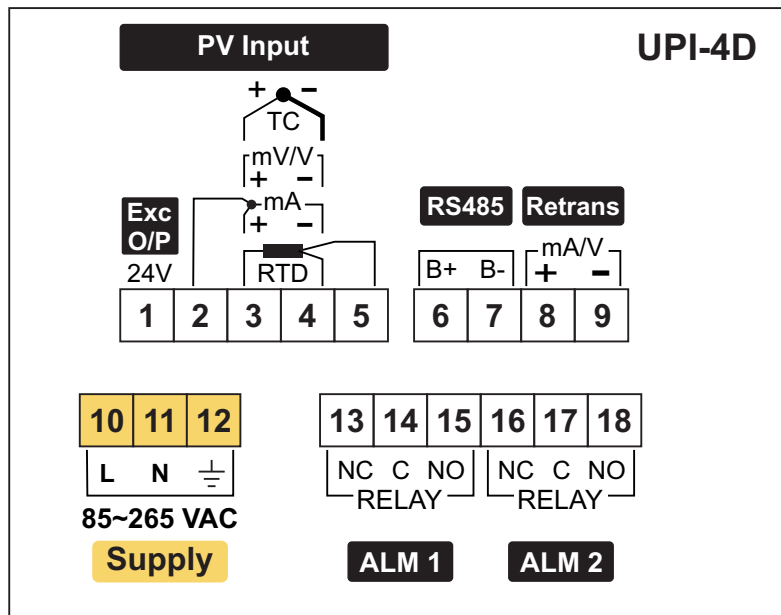 PV Input
UPI-4D
+ −
TC
mV/V
+ −
mA
+ −
Exc
O/P
24V
RTD
RS485 Retrans
mA/V
B+ B- + −
1 2 3 4 5 6 7 8 9
10 11 12 13 14 15 16 17 18
L N NC C NO NC C NO
RELAY RELAY
85~265 VAC
Supply ALM 1 ALM 2